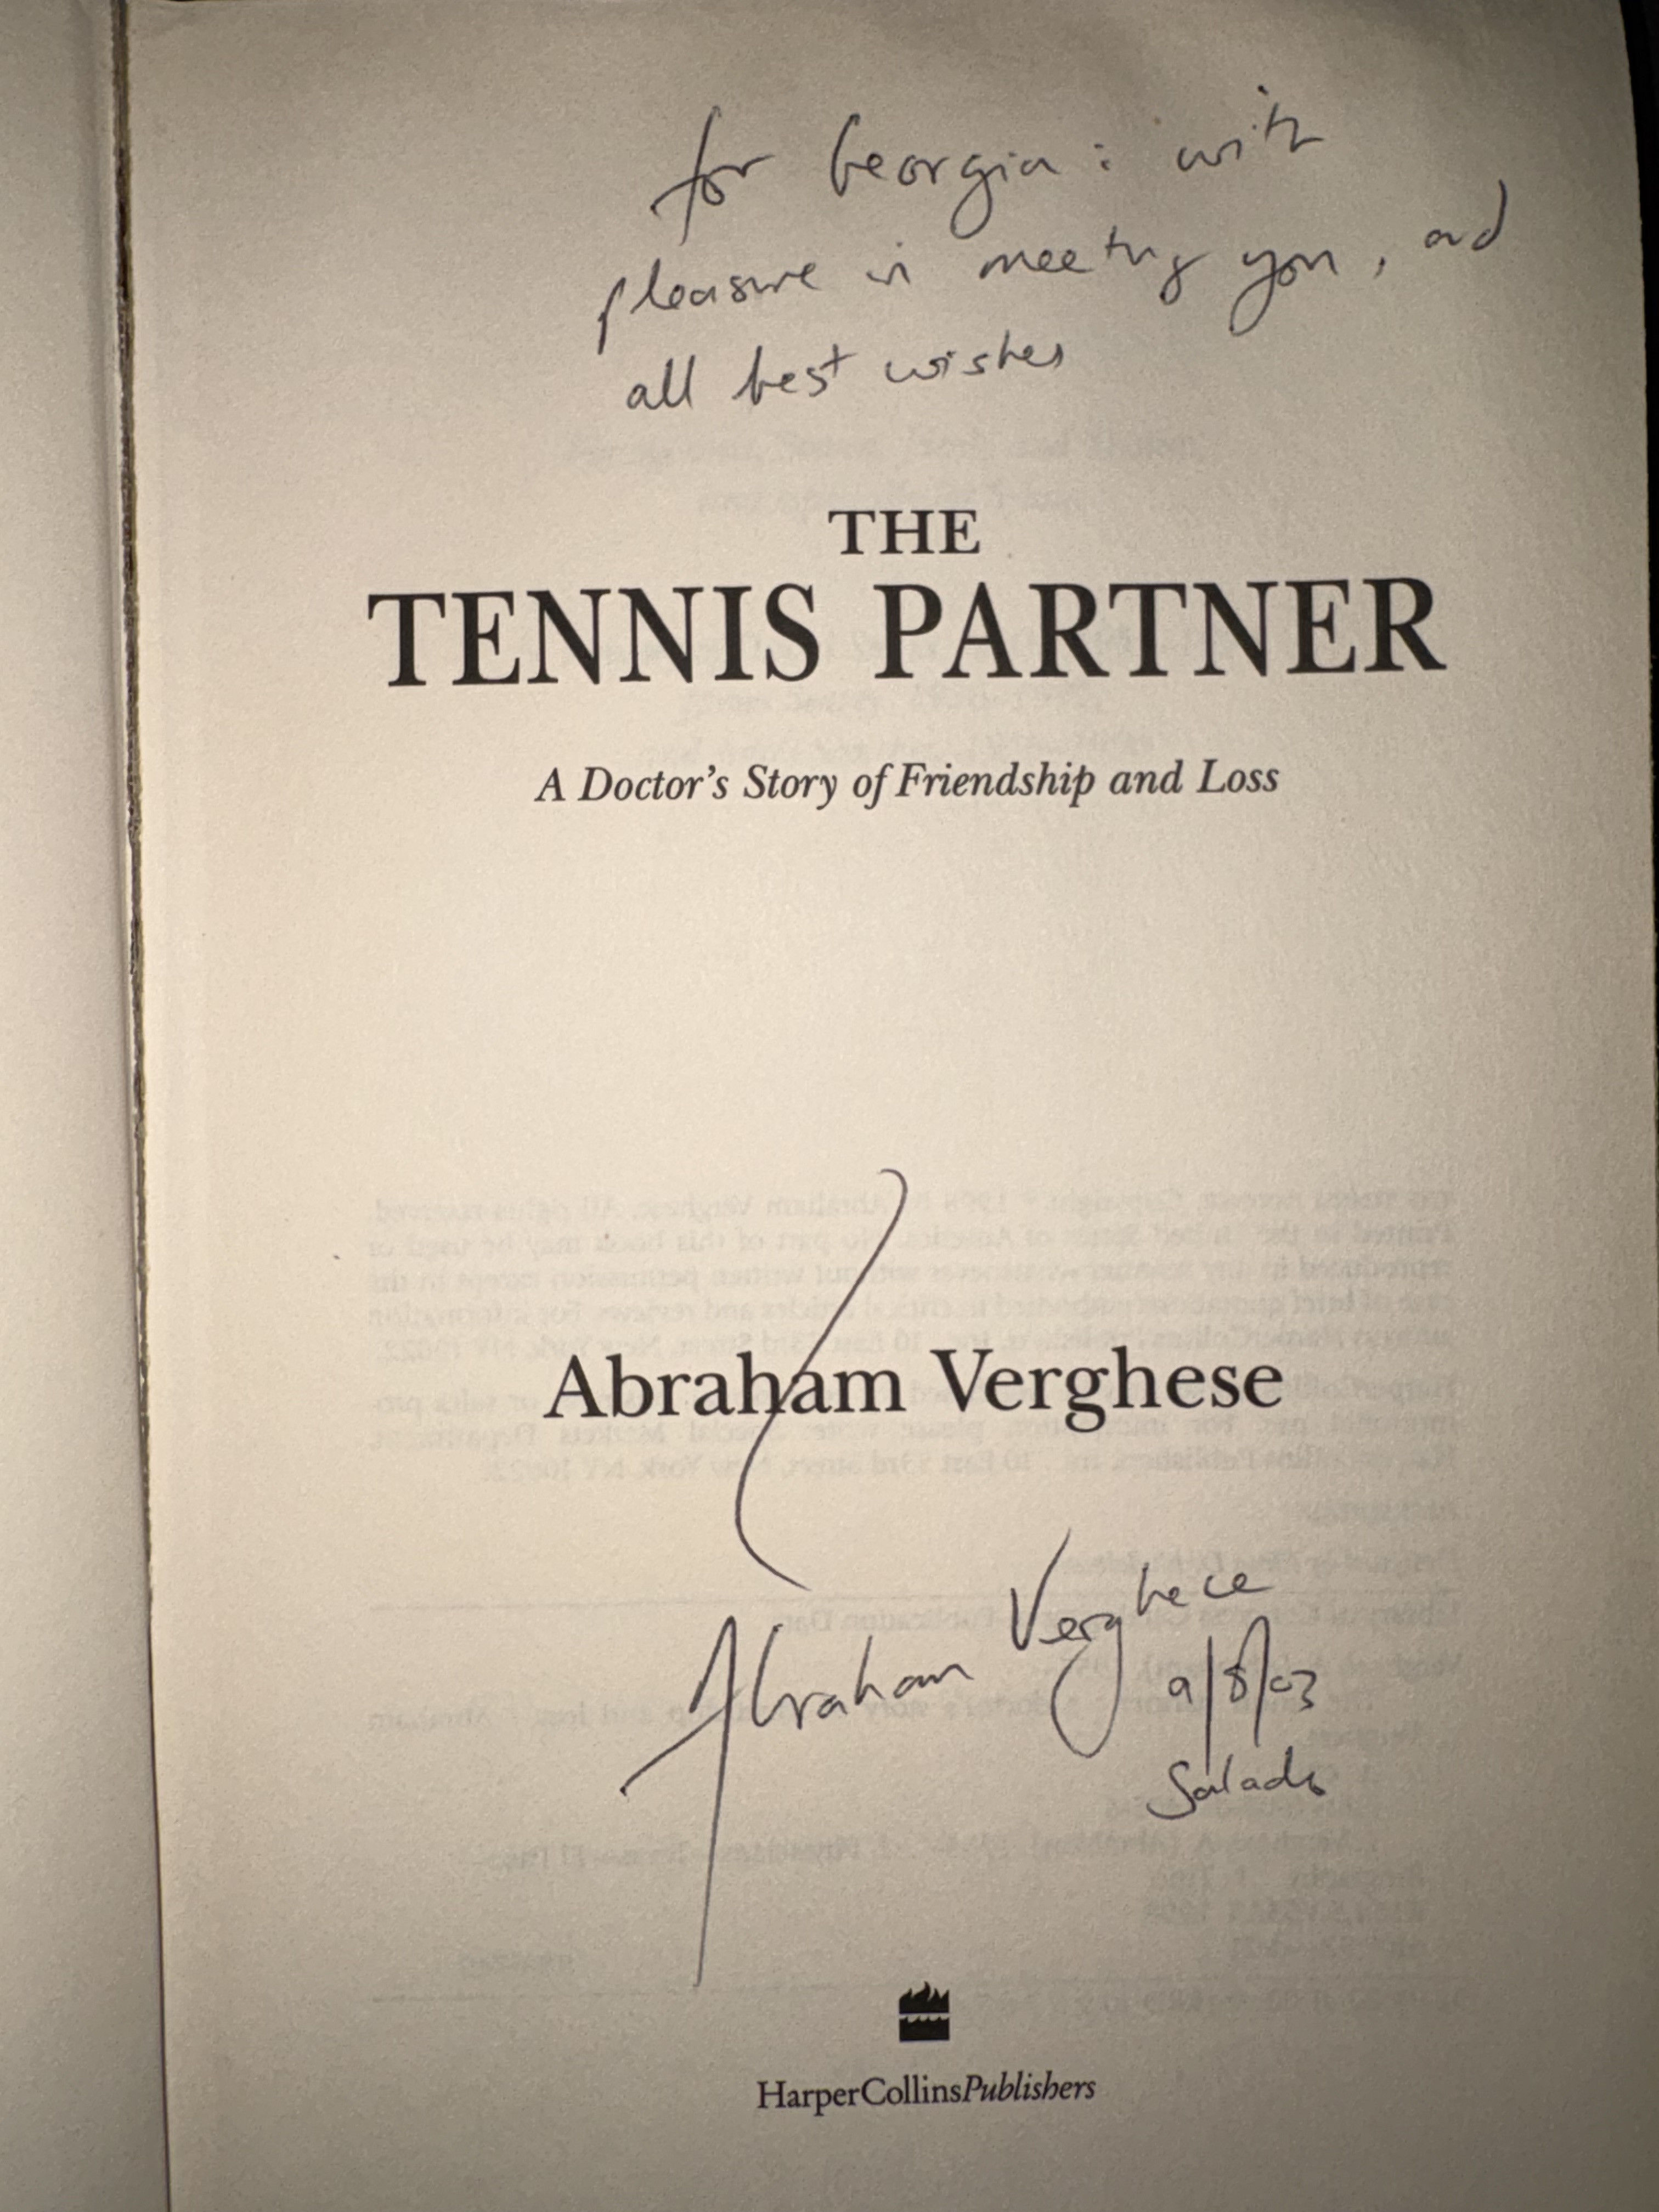 for Georgia: with
pleasure in meeting you, and
all best wishes
THE
TENNIS PARTNER
A Doctor's Story of Friendship and Loss
Abraham Verghese
Abraham Verghese
9/8/03
Salado
HarperCollinsPublishers